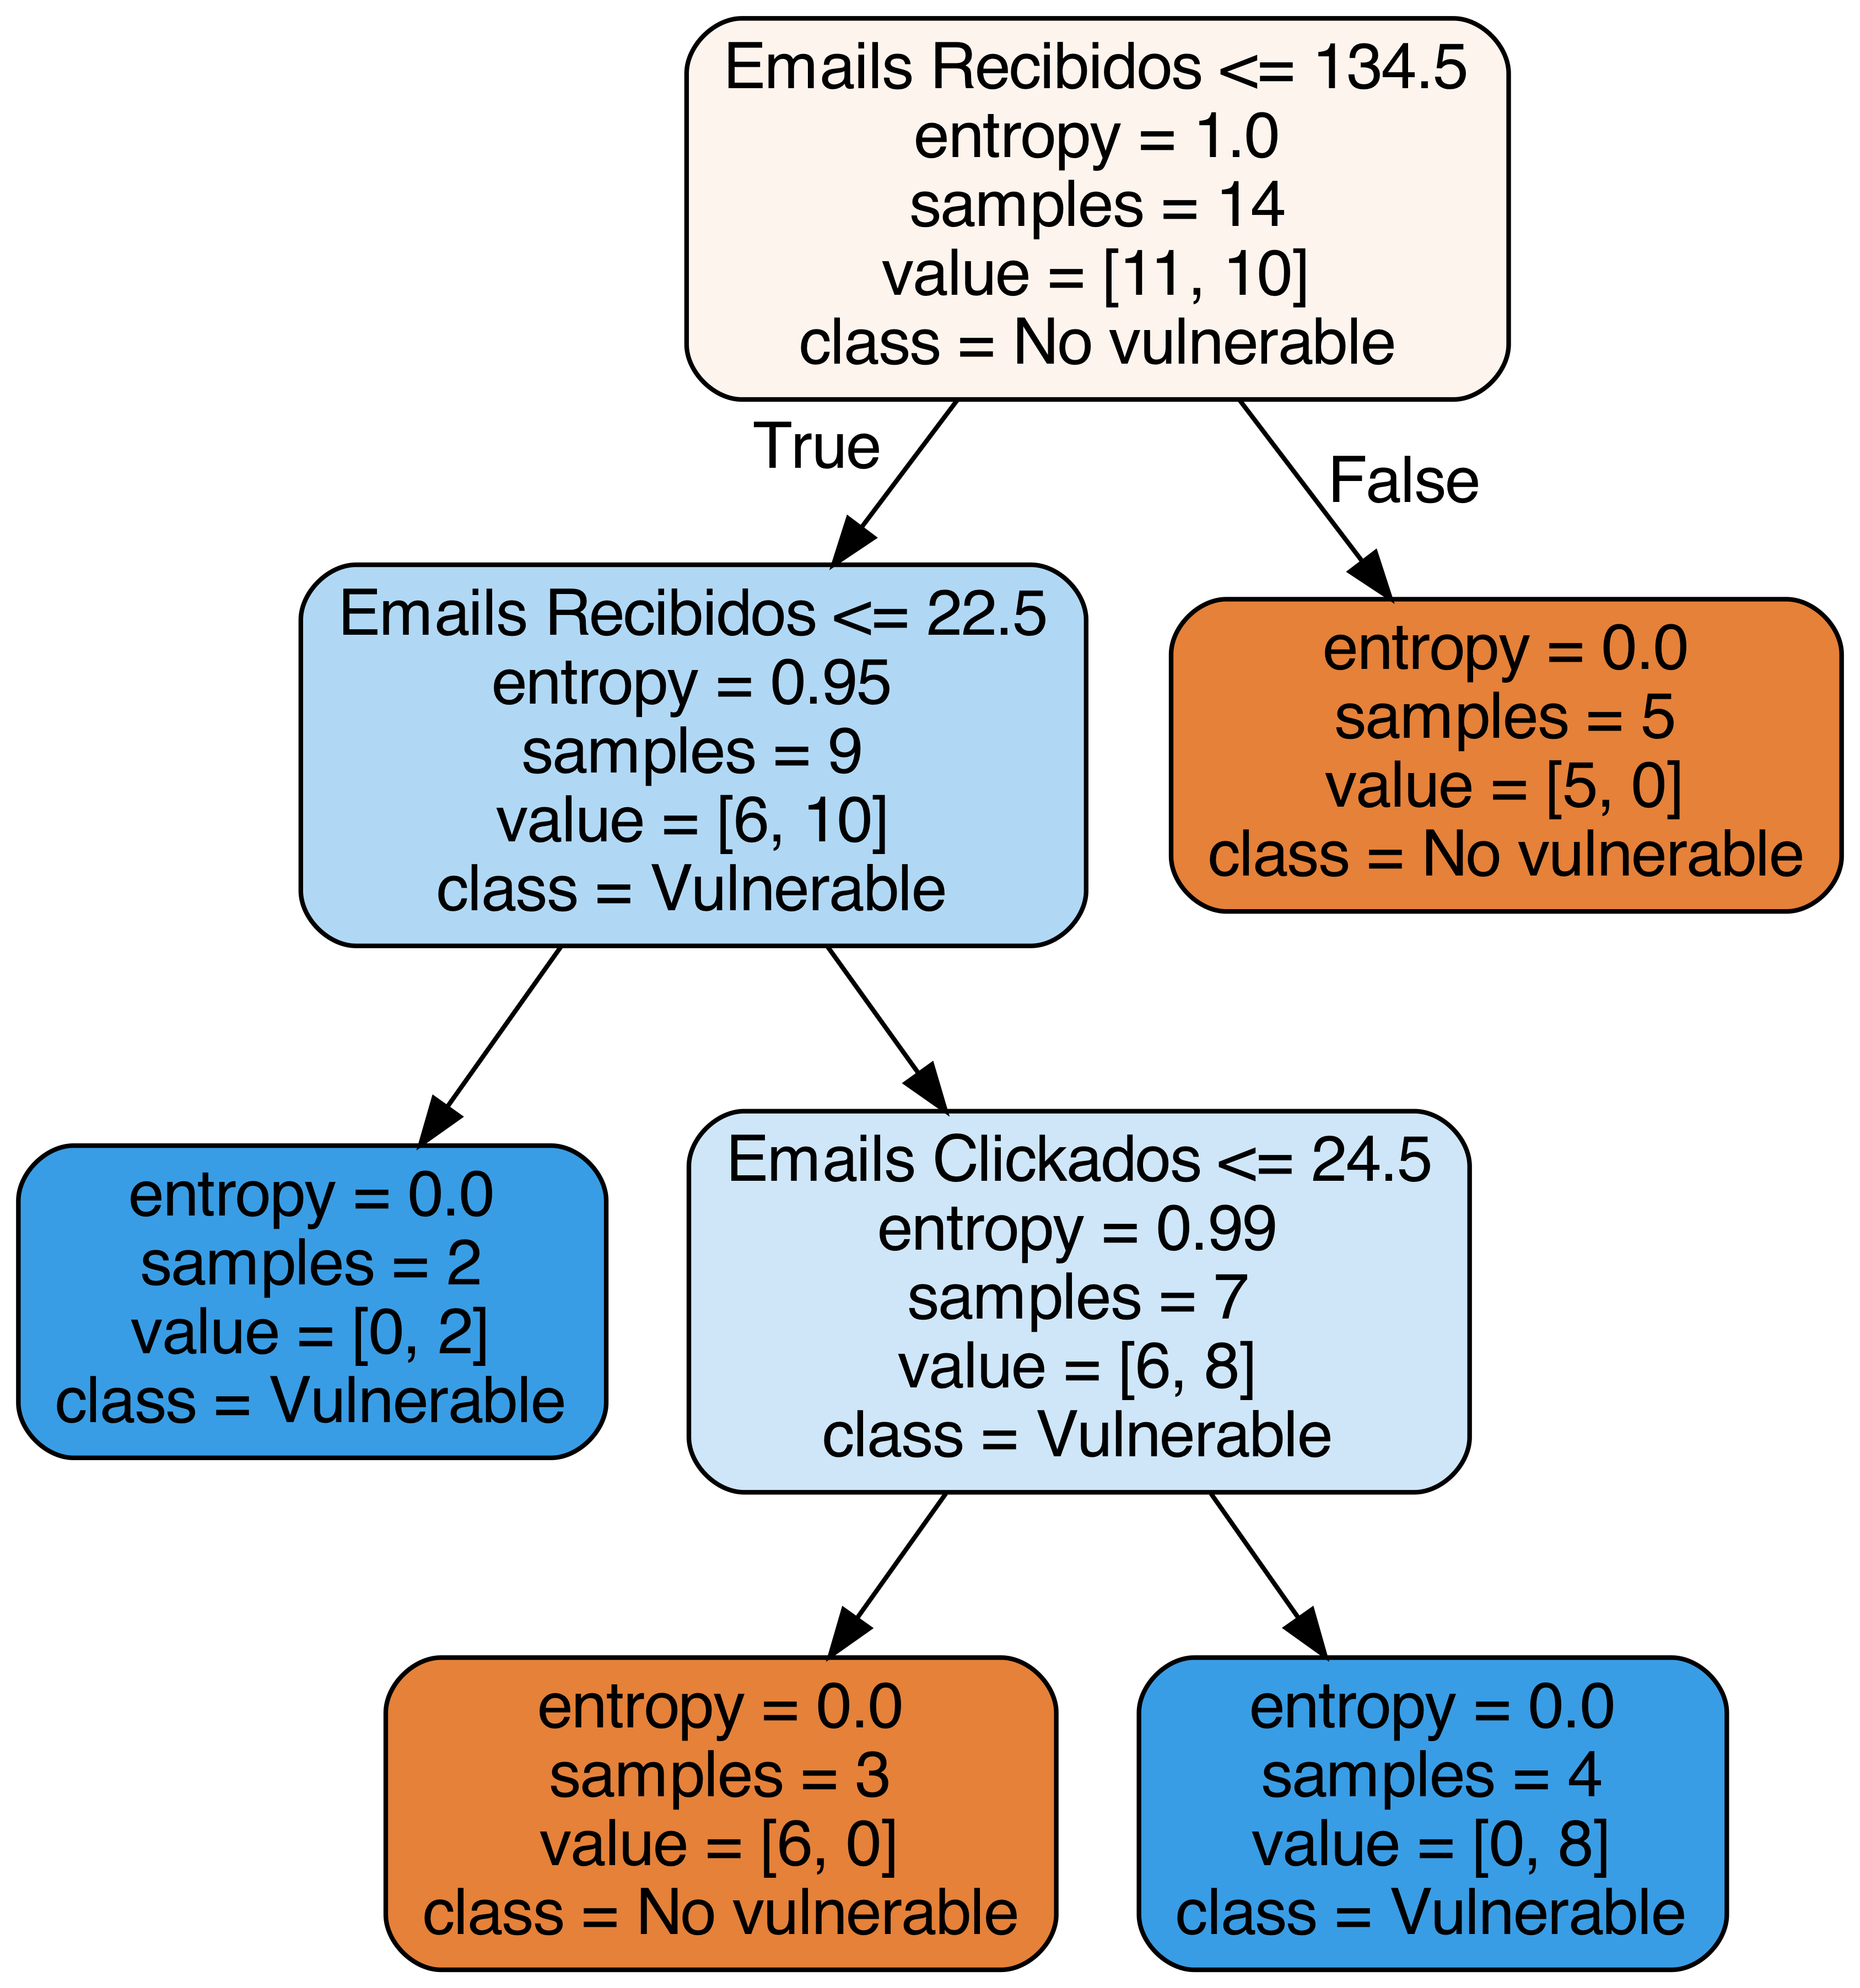 Emails Recibidos <= 134.5
entropy = 1.0
samples = 14
value = [11, 10]
class = No vulnerable
True
False
Emails Recibidos <= 22.5
entropy = 0.95
samples = 9
value = [6, 10]
class = Vulnerable
entropy = 0.0
samples = 5
value = [5, 0]
class = No vulnerable
entropy = 0.0
samples = 2
value = [0, 2]
class = Vulnerable
Emails Clickados <= 24.5
entropy = 0.99
samples = 7
value = [6, 8]
class = Vulnerable
entropy = 0.0
samples = 3
value = [6, 0]
class = No vulnerable
entropy = 0.0
samples = 4
value = [0, 8]
class = Vulnerable